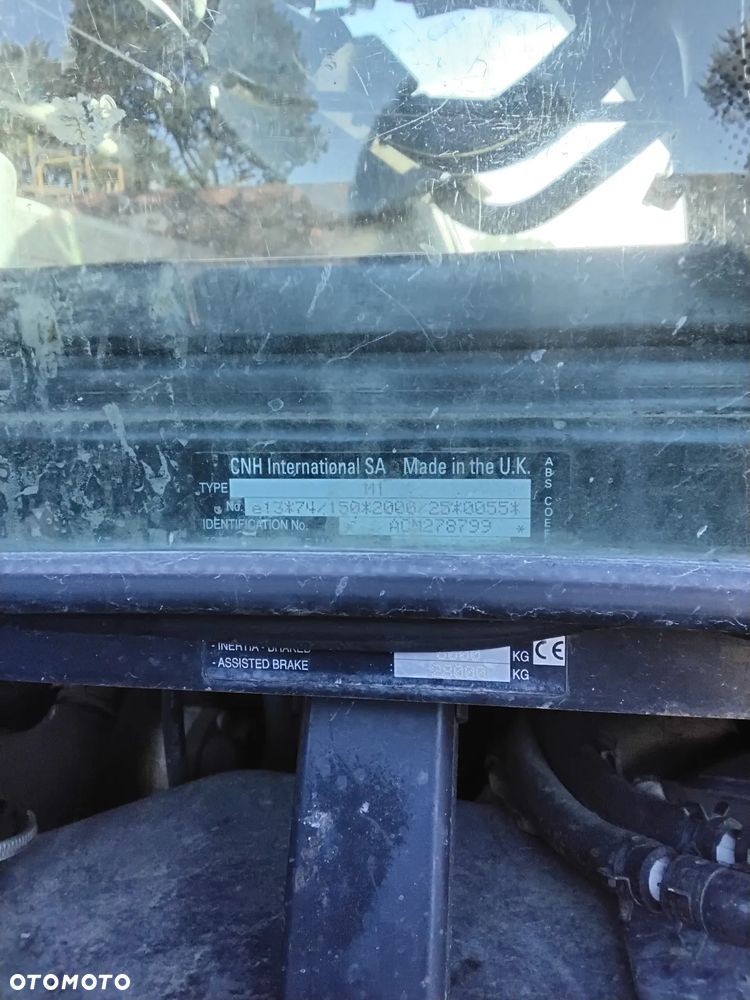 CNH International SA Made in the U.K.
TYPE M1
No. e13*74/150*2000/25*0055*
IDENTIFICATION No. * ACM278799 *
ABS COEF
- INERTIA - BRAKED KG CE
- ASSISTED BRAKE KG
OTOMOTO